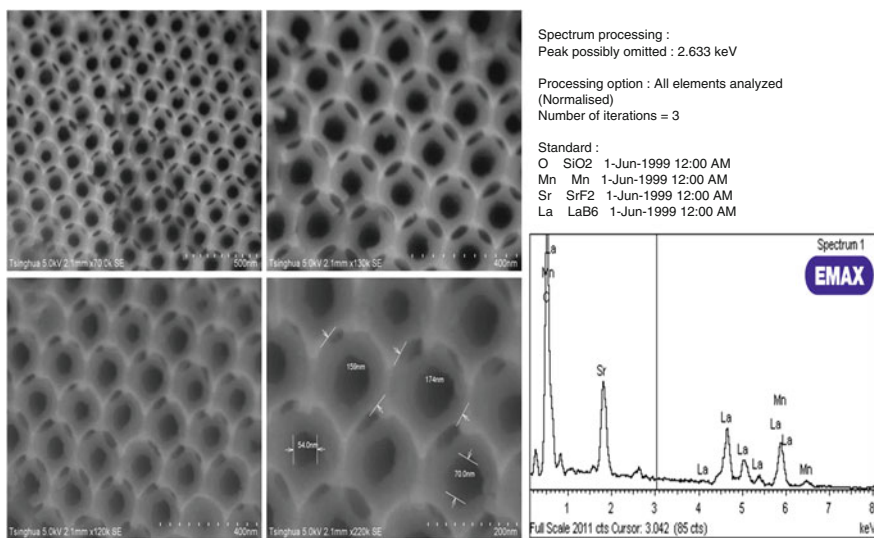 Tsinghua 5.0kV 2.1mm x70.0k SE 500nm
Tsinghua 5.0kV 2.1mm x130k SE 400nm
Tsinghua 5.0kV 2.1mm x120k SE 400nm
159nm
174nm
54.0nm
70.0nm
Tsinghua 5.0kV 2.1mm x220k SE 200nm
Spectrum processing :
Peak possibly omitted : 2.633 keV
Processing option : All elements analyzed
(Normalised)
Number of iterations = 3
Standard :
O SiO2 1-Jun-1999 12:00 AM
Mn Mn 1-Jun-1999 12:00 AM
Sr SrF2 1-Jun-1999 12:00 AM
La LaB6 1-Jun-1999 12:00 AM
Spectrum 1
EMAX
La
Mn
O
Sr
La
La
La
La
Mn
La
La
Mn
1 2 3 4 5 6 7 8
Full Scale 2011 cts Cursor: 3.042 (85 cts) keV